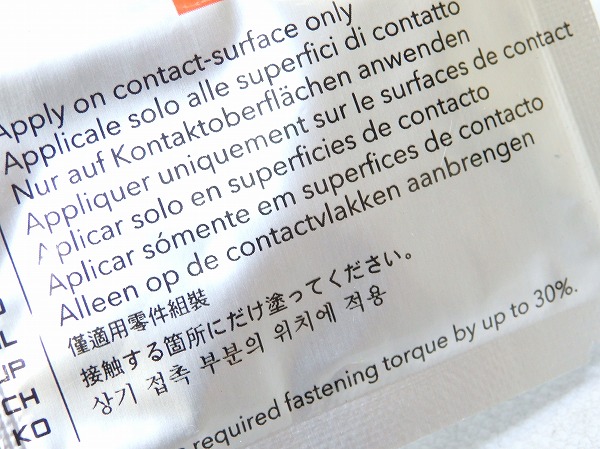 Apply on contact-surface only
Applicale solo alle superfici di contatto
Nur auf Kontaktoberflächen anwenden
Appliquer uniquement sur le surfaces de contact
Aplicar solo en superficies de contacto
Aplicar sómente em superfices de contacto
Alleen op de contactvlakken aanbrengen
僅適用零件組裝
接触する箇所にだけ塗ってください。
상기 접촉 부분의 위치에 적용
JP
CH
KO
required fastening torque by up to 30%.